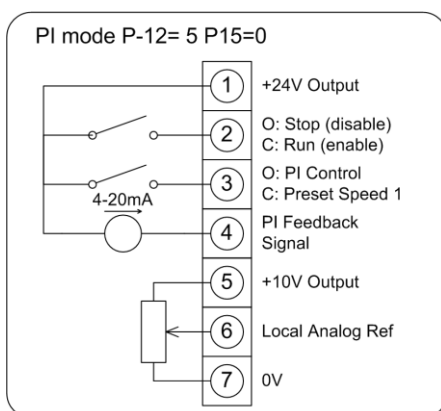 PI mode P-12= 5 P15=0
1 +24V Output
2 O: Stop (disable)
C: Run (enable)
3 O: PI Control
C: Preset Speed 1
4-20mA
4 PI Feedback
Signal
5 +10V Output
6 Local Analog Ref
7 0V